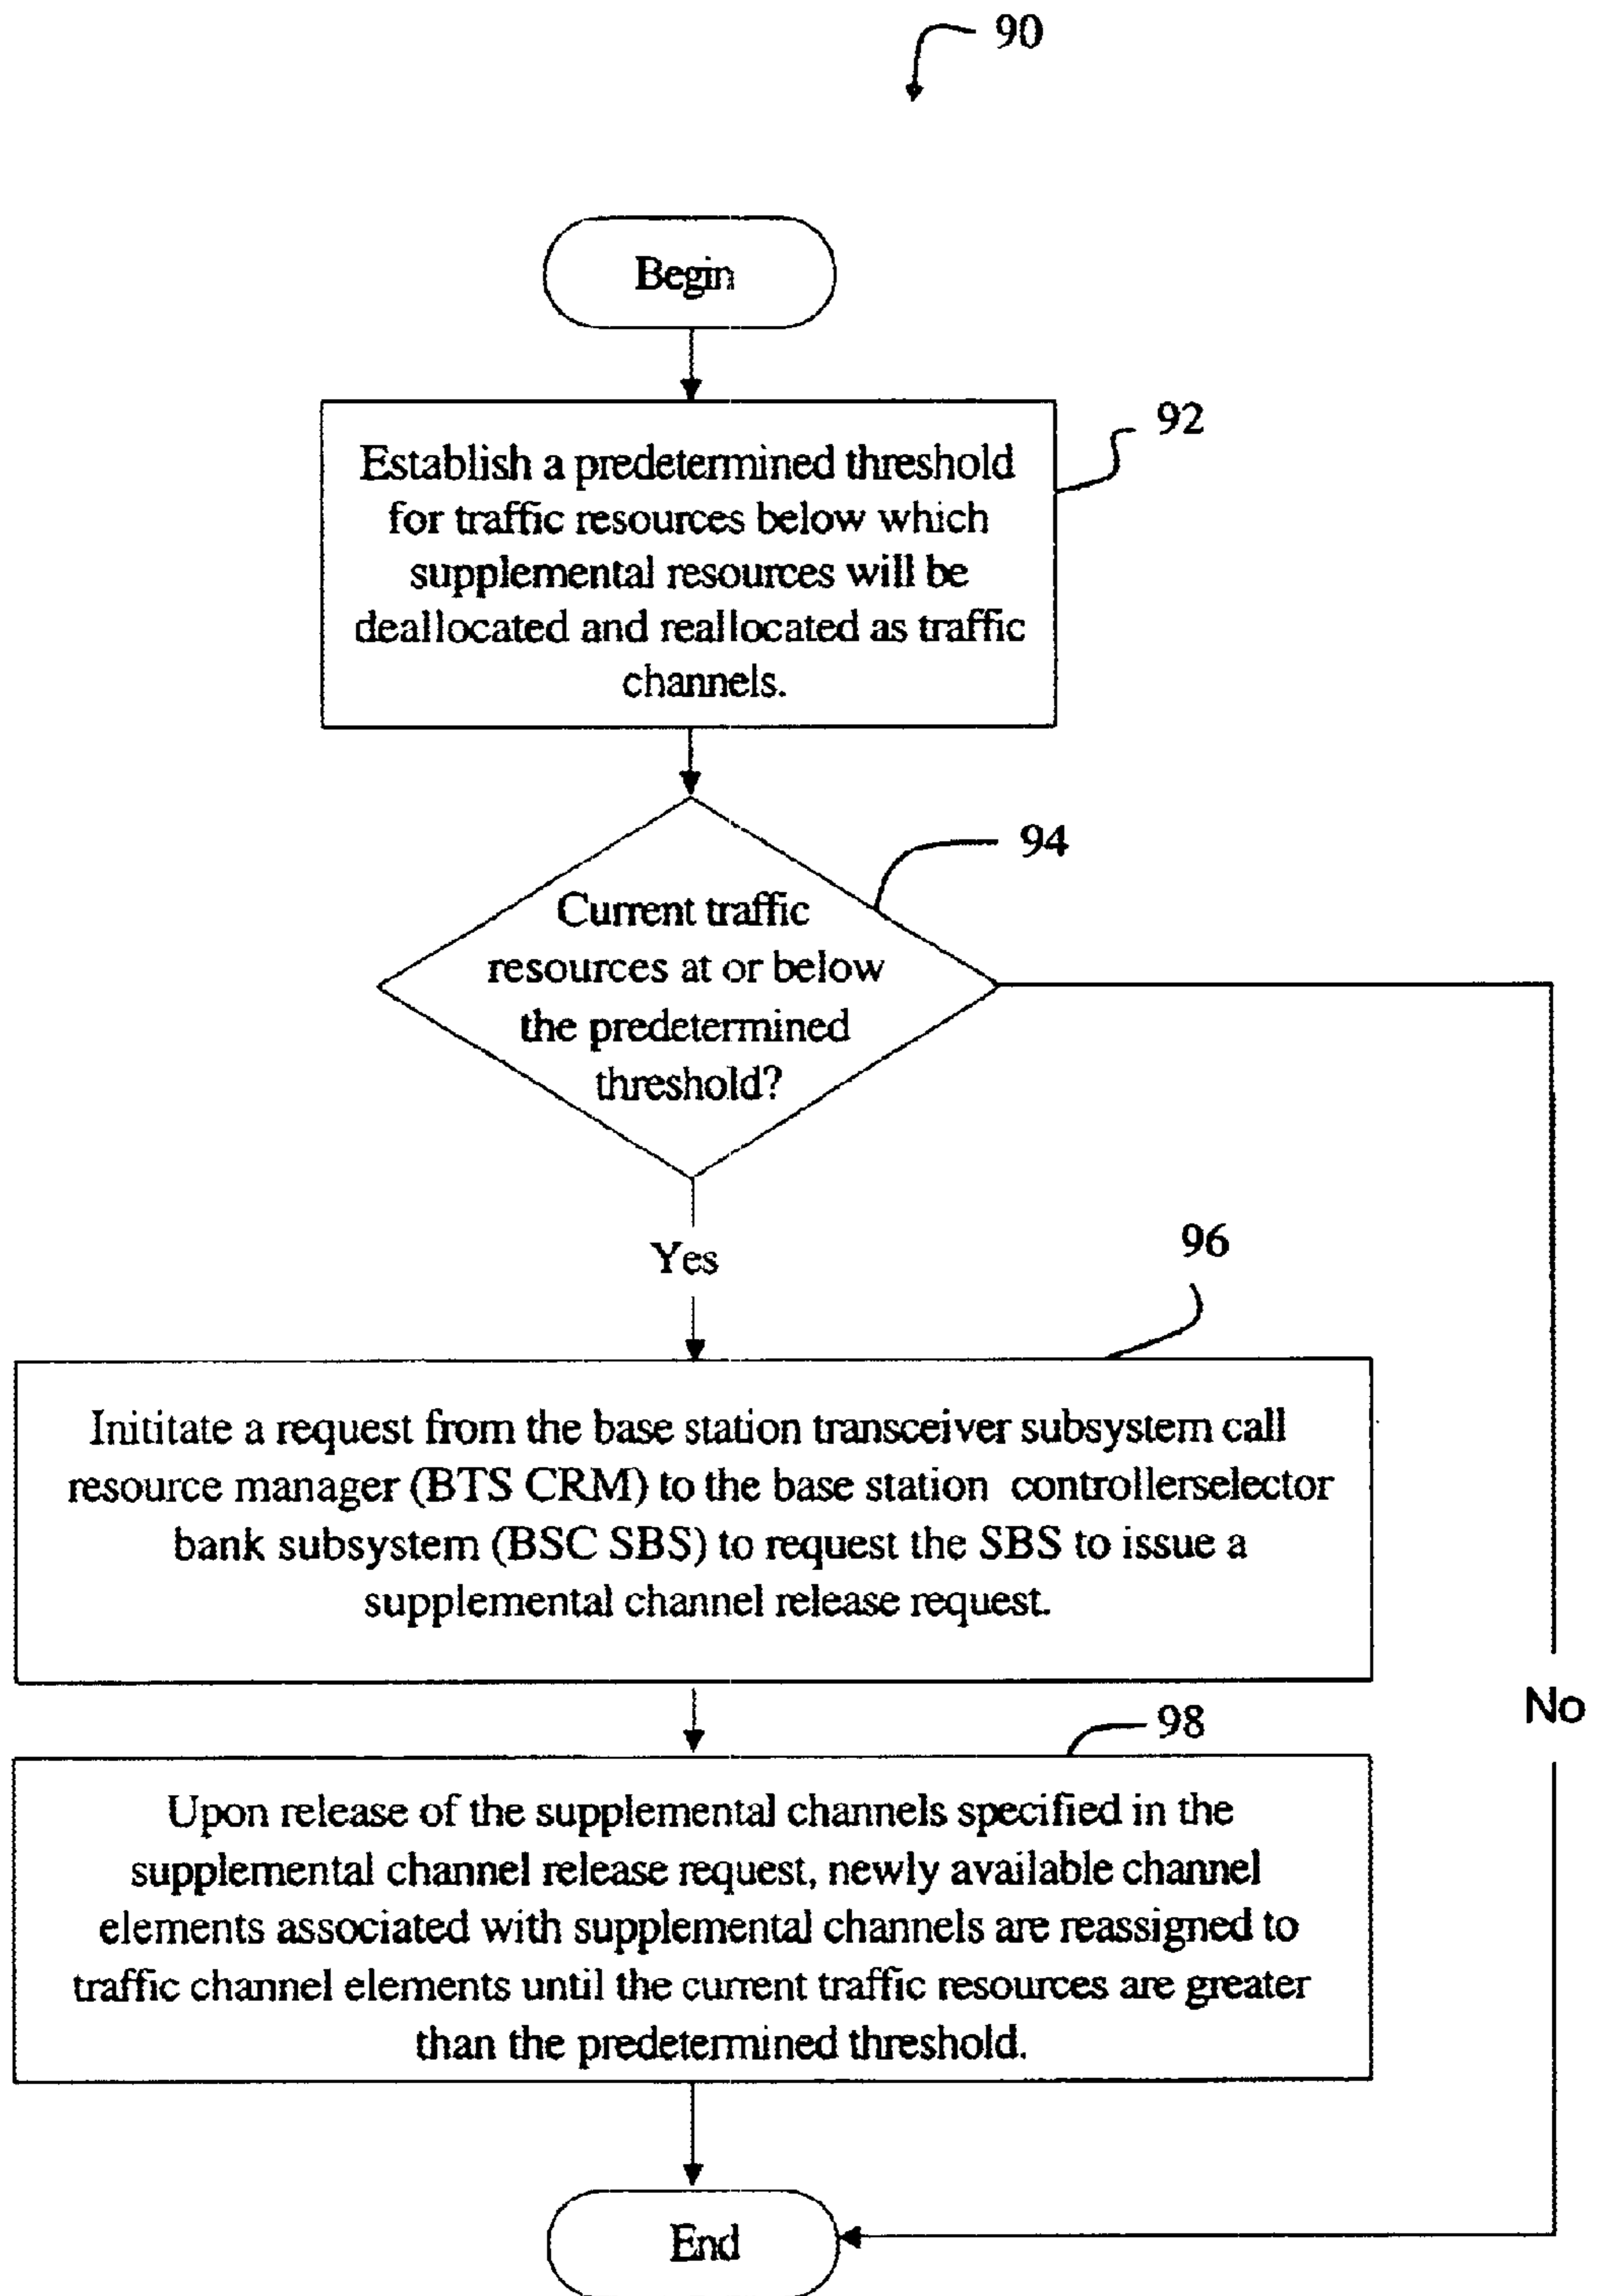 90
Begin
92
Establish a predetermined threshold
for traffic resources below which
supplemental resources will be
deallocated and reallocated as traffic
channels.
94
Current traffic
resources at or below
the predetermined
threshold?
Yes
96
Inititate a request from the base station transceiver subsystem call
resource manager (BTS CRM) to the base station controllerselector
bank subsystem (BSC SBS) to request the SBS to issue a
supplemental channel release request.
No
98
Upon release of the supplemental channels specified in the
supplemental channel release request, newly available channel
elements associated with supplemental channels are reassigned to
traffic channel elements until the current traffic resources are greater
than the predetermined threshold.
End